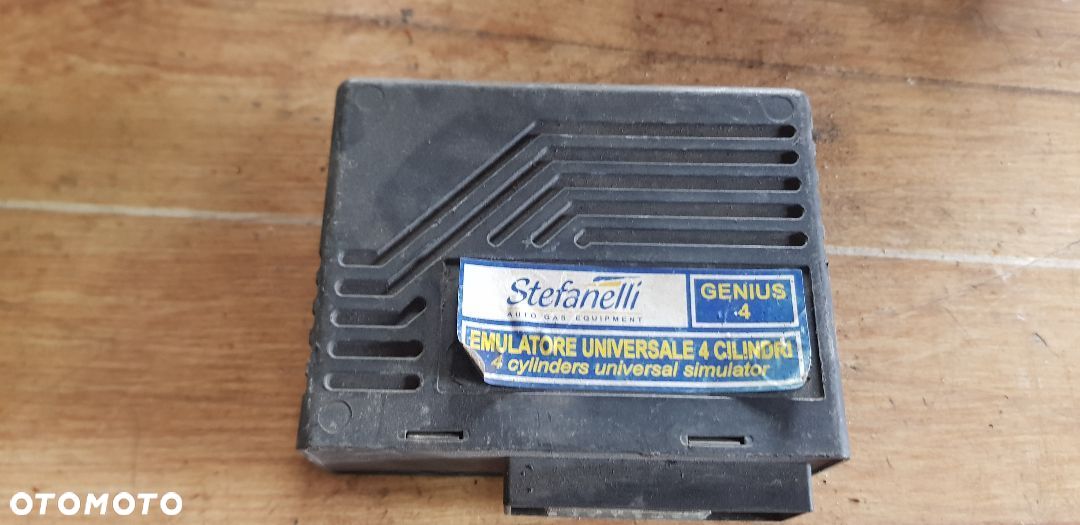 Stefanelli
AUTO GAS EQUIPMENT
GENIUS
4
EMULATORE UNIVERSALE 4 CILINDRI
4 cylinders universal simulator
OTOMOTO